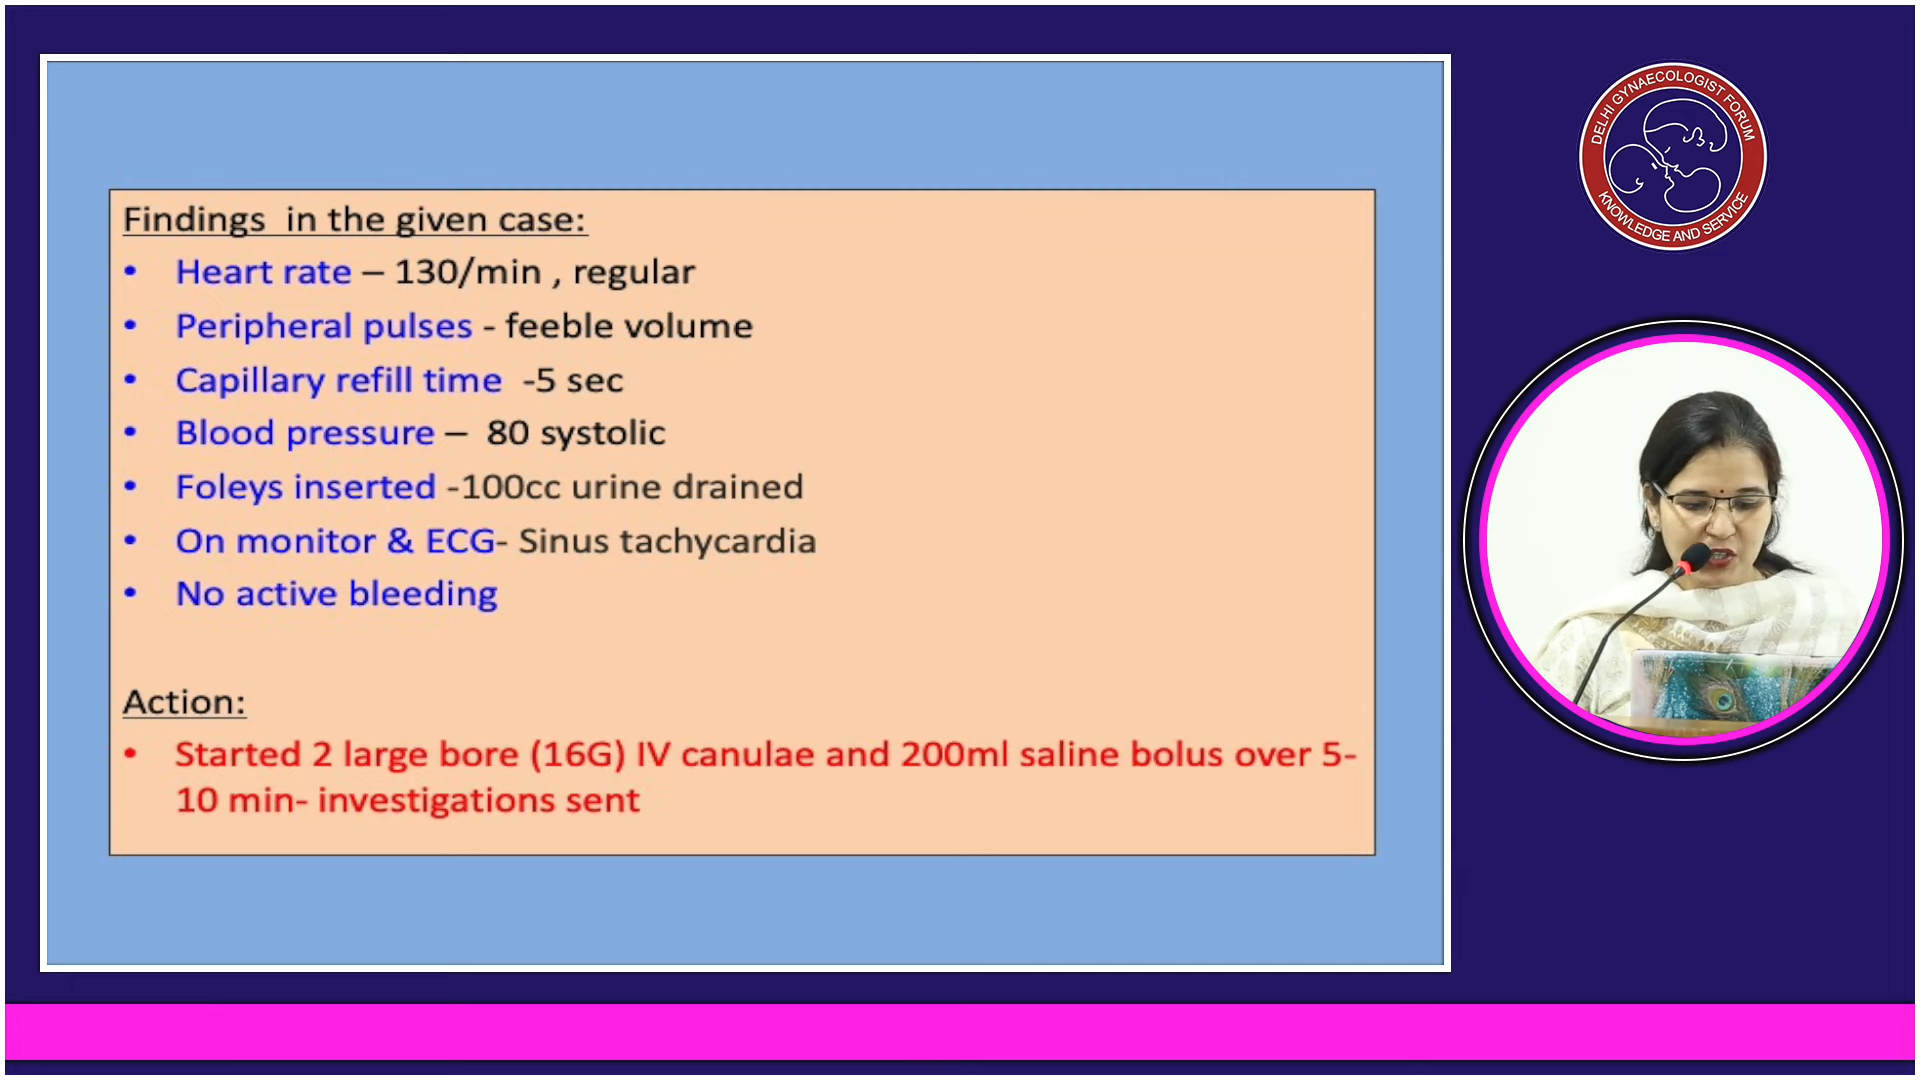 Findings  in the given case:
• Heart rate – 130/min , regular
• Peripheral pulses - feeble volume
• Capillary refill time  -5 sec
• Blood pressure –  80 systolic
• Foleys inserted -100cc urine drained
• On monitor & ECG- Sinus tachycardia
• No active bleeding
Action:
• Started 2 large bore (16G) IV canulae and 200ml saline bolus over 5-
10 min- investigations sent
DELHI GYNAECOLOGIST FORUM
KNOWLEDGE AND SERVICE